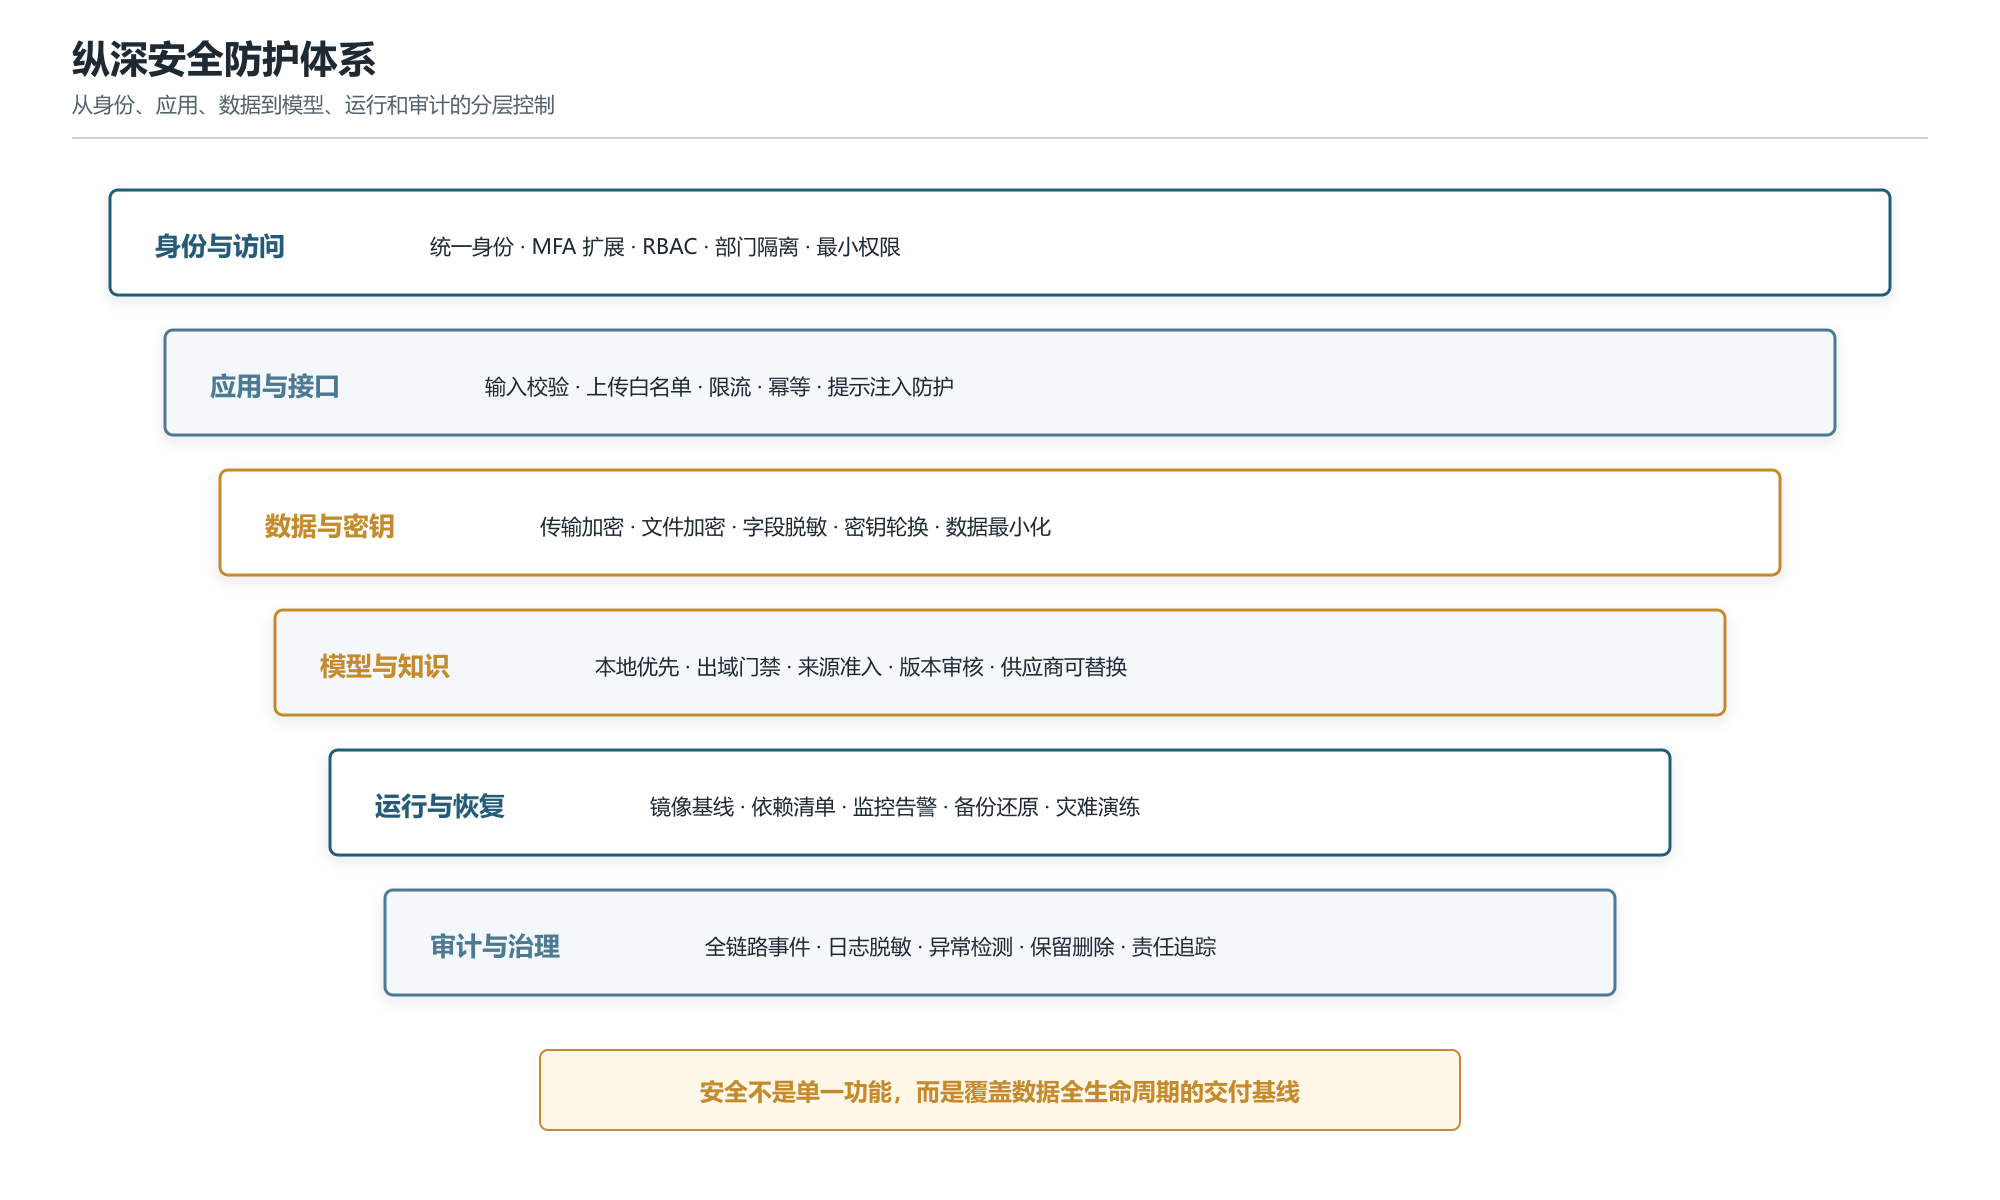 纵深安全防护体系
从身份、应用、数据到模型、运行和审计的分层控制
身份与访问
统一身份 · MFA 扩展 · RBAC · 部门隔离 · 最小权限
应用与接口
输入校验 · 上传白名单 · 限流 · 幂等 · 提示注入防护
数据与密钥
传输加密 · 文件加密 · 字段脱敏 · 密钥轮换 · 数据最小化
模型与知识
本地优先 · 出域门禁 · 来源准入 · 版本审核 · 供应商可替换
运行与恢复
镜像基线 · 依赖清单 · 监控告警 · 备份还原 · 灾难演练
审计与治理
全链路事件 · 日志脱敏 · 异常检测 · 保留删除 · 责任追踪
安全不是单一功能，而是覆盖数据全生命周期的交付基线